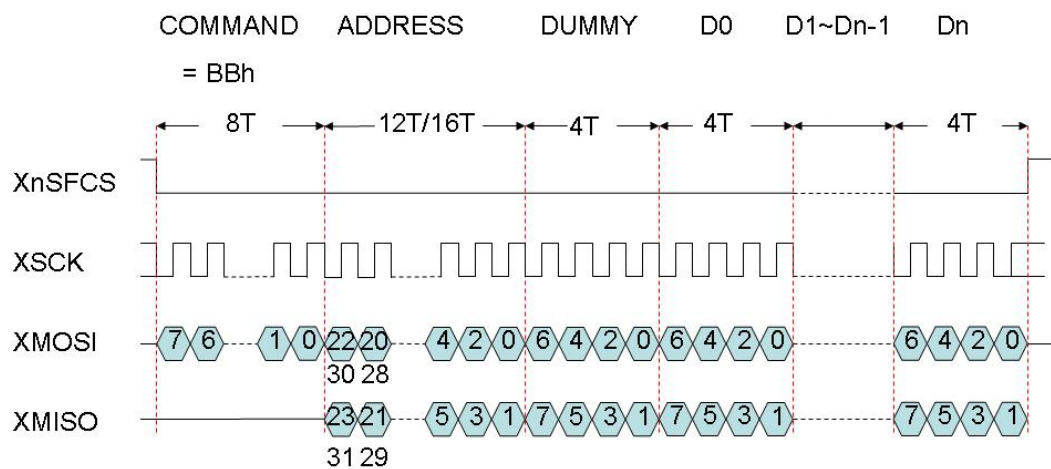 COMMAND ADDRESS DUMMY D0 D1~Dn-1 Dn
= BBh
8T 12T/16T 4T 4T 4T
XnSFCS
XSCK
XMOSI 7 6 1 0 22 20 4 2 0 6 4 2 0 6 4 2 0 6 4 2 0
30 28
XMISO 23 21 5 3 1 7 5 3 1 7 5 3 1 7 5 3 1
31 29